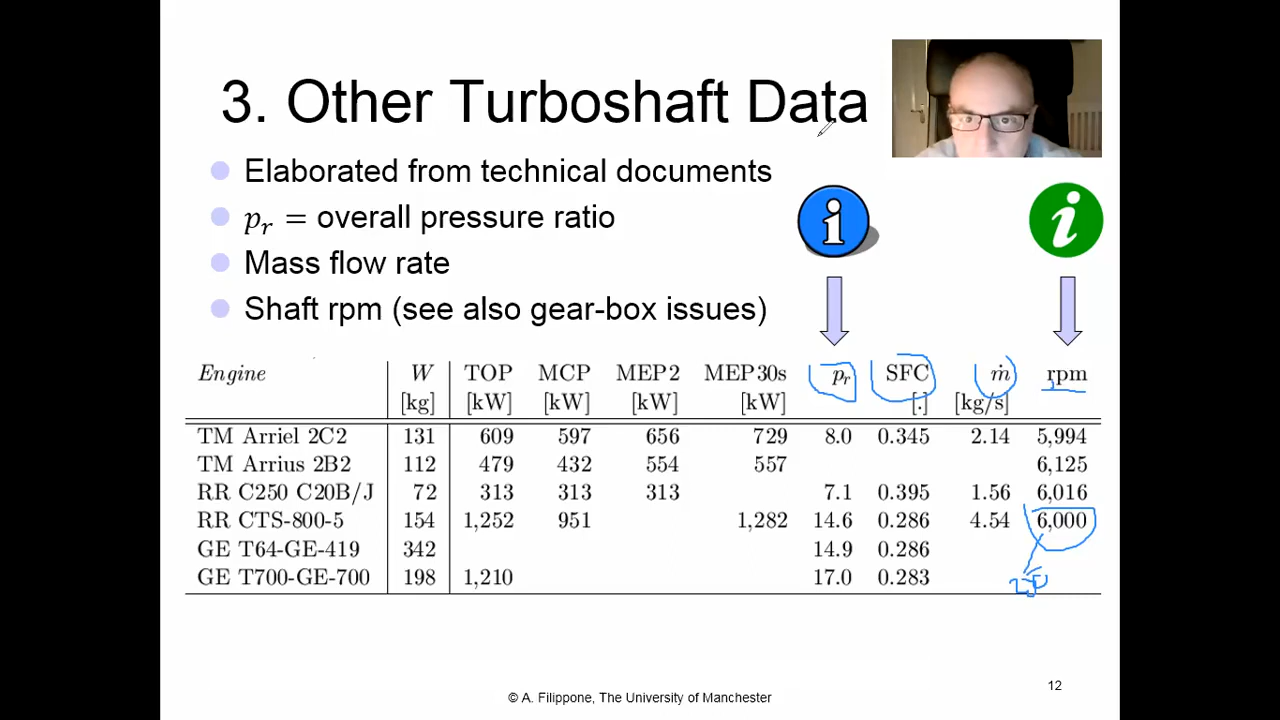 3. Other Turboshaft Data
Elaborated from technical documents
pr = overall pressure ratio
Mass flow rate
Shaft rpm (see also gear-box issues)
Engine W TOP MCP MEP2 MEP30s pr SFC ṁ rpm
[kg] [kW] [kW] [kW] [kW] [.] [kg/s]
TM Arriel 2C2 131 609 597 656 729 8.0 0.345 2.14 5,994
TM Arrius 2B2 112 479 432 554 557 6,125
RR C250 C20B/J 72 313 313 313 7.1 0.395 1.56 6,016
RR CTS-800-5 154 1,252 951 1,282 14.6 0.286 4.54 6,000
GE T64-GE-419 342 14.9 0.286
GE T700-GE-700 198 1,210 17.0 0.283
12
© A. Filippone, The University of Manchester